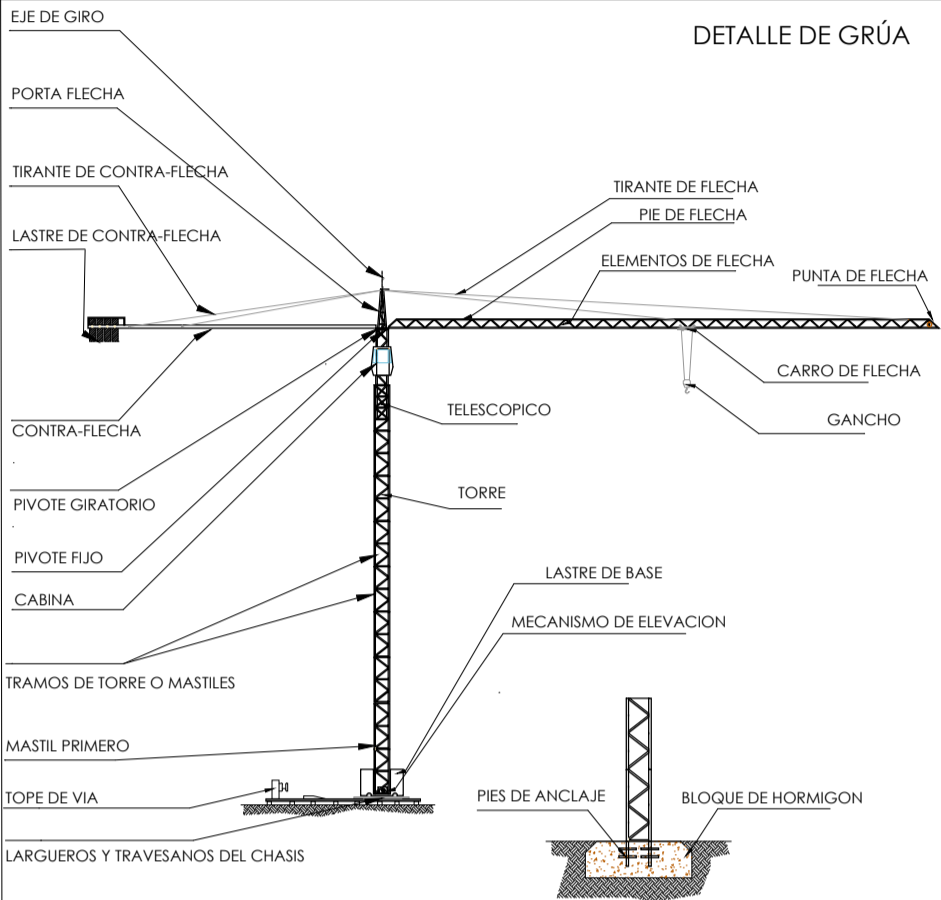 EJE DE GIRO
DETALLE DE GRÚA
PORTA FLECHA
TIRANTE DE CONTRA-FLECHA
TIRANTE DE FLECHA
PIE DE FLECHA
LASTRE DE CONTRA-FLECHA
ELEMENTOS DE FLECHA
PUNTA DE FLECHA
CARRO DE FLECHA
TELESCOPICO
GANCHO
CONTRA-FLECHA
TORRE
PIVOTE GIRATORIO
PIVOTE FIJO
LASTRE DE BASE
CABINA
MECANISMO DE ELEVACION
TRAMOS DE TORRE O MASTILES
MASTIL PRIMERO
TOPE DE VIA
PIES DE ANCLAJE
BLOQUE DE HORMIGON
LARGUEROS Y TRAVESANOS DEL CHASIS